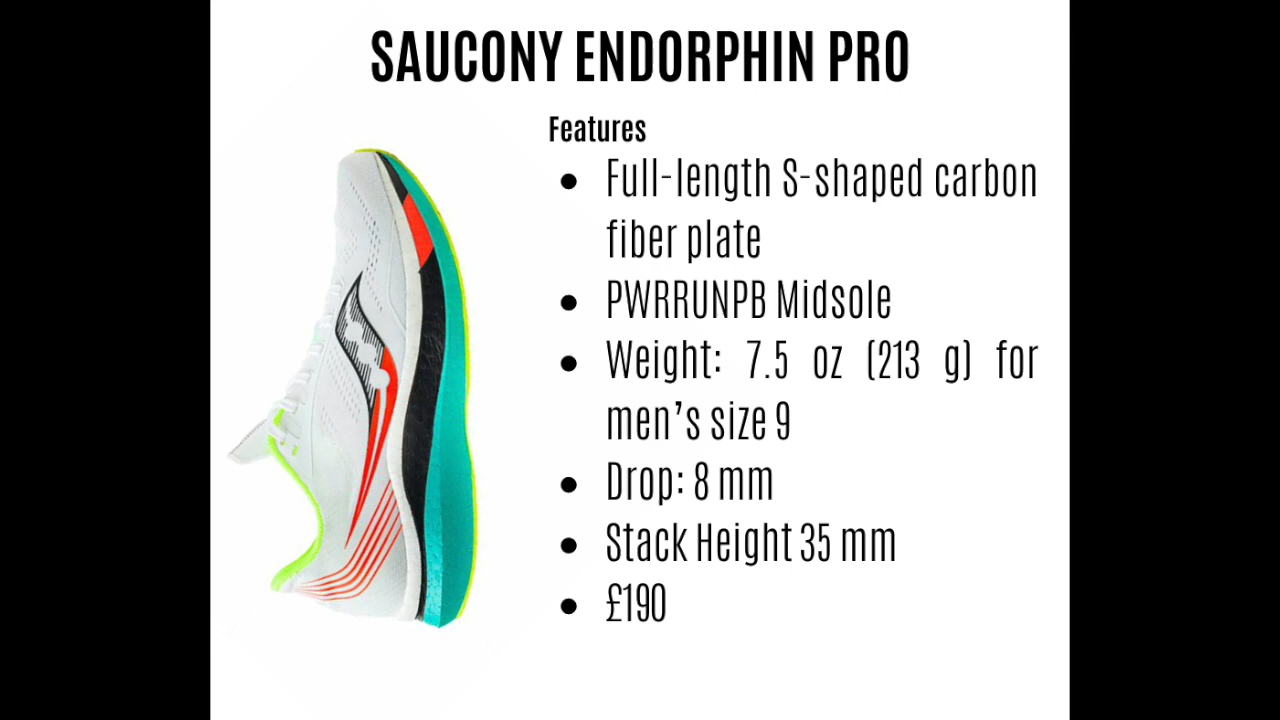 SAUCONY ENDORPHIN PRO
Features
• Full-length S-shaped carbon
fiber plate
• PWRRUNPB Midsole
• Weight: 7.5 oz (213 g) for
men’s size 9
• Drop: 8 mm
• Stack Height 35 mm
• £190